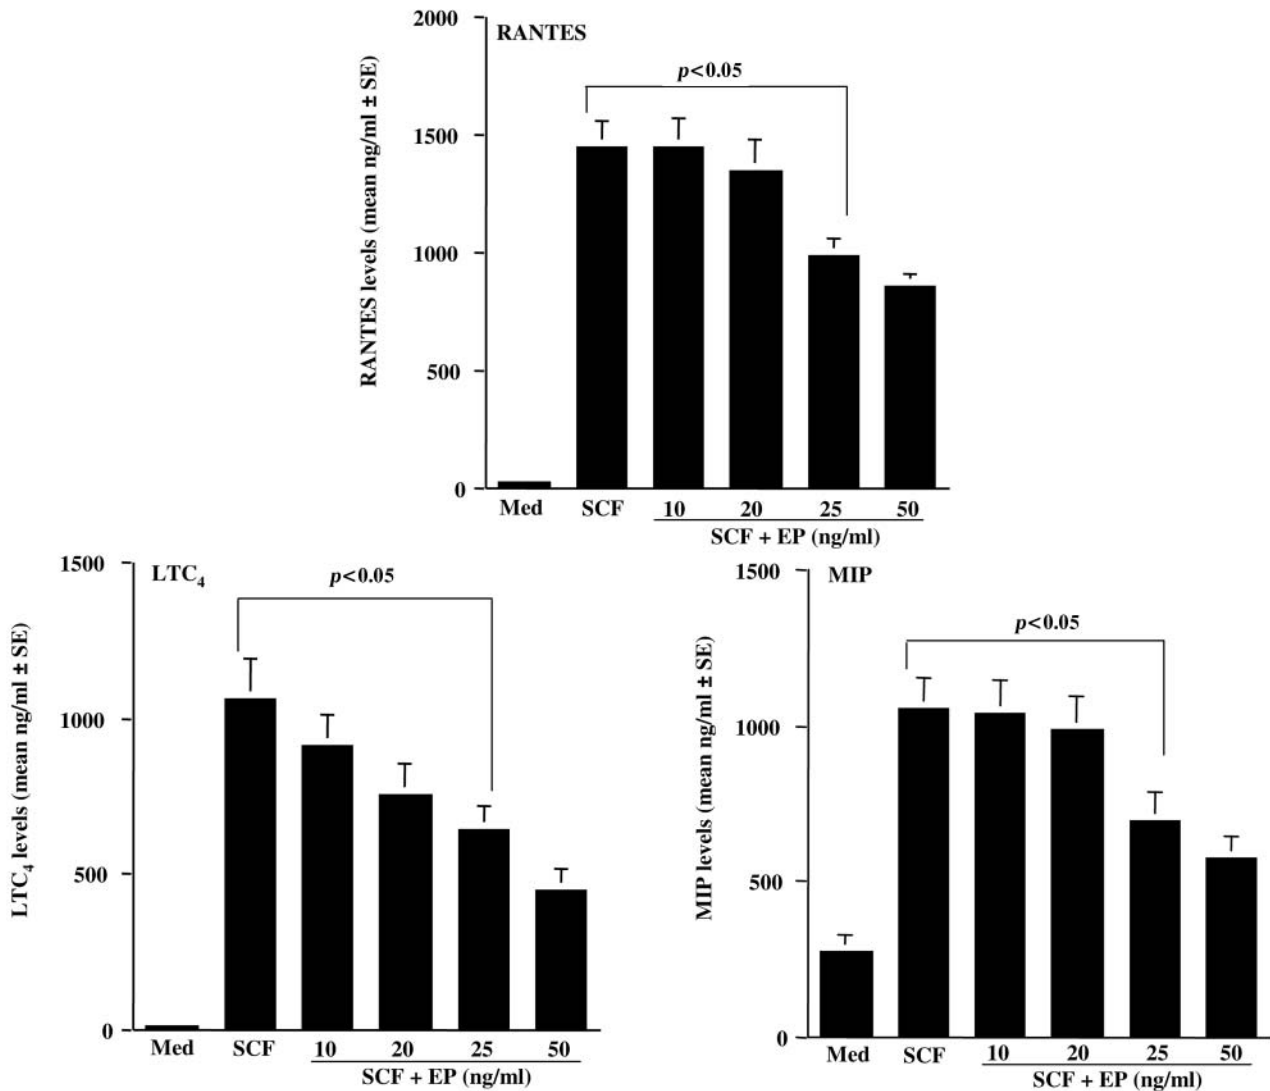 2000
RANTES
p<0.05
1500
1000
500
0
RANTES levels (mean ng/ml ± SE)
Med SCF 10 20 25 50
SCF + EP (ng/ml)
1500
LTC4
p<0.05
1000
500
0
LTC4 levels (mean ng/ml ± SE)
Med SCF 10 20 25 50
SCF + EP (ng/ml)
1500
MIP
p<0.05
1000
500
0
MIP levels (mean ng/ml ± SE)
Med SCF 10 20 25 50
SCF + EP (ng/ml)